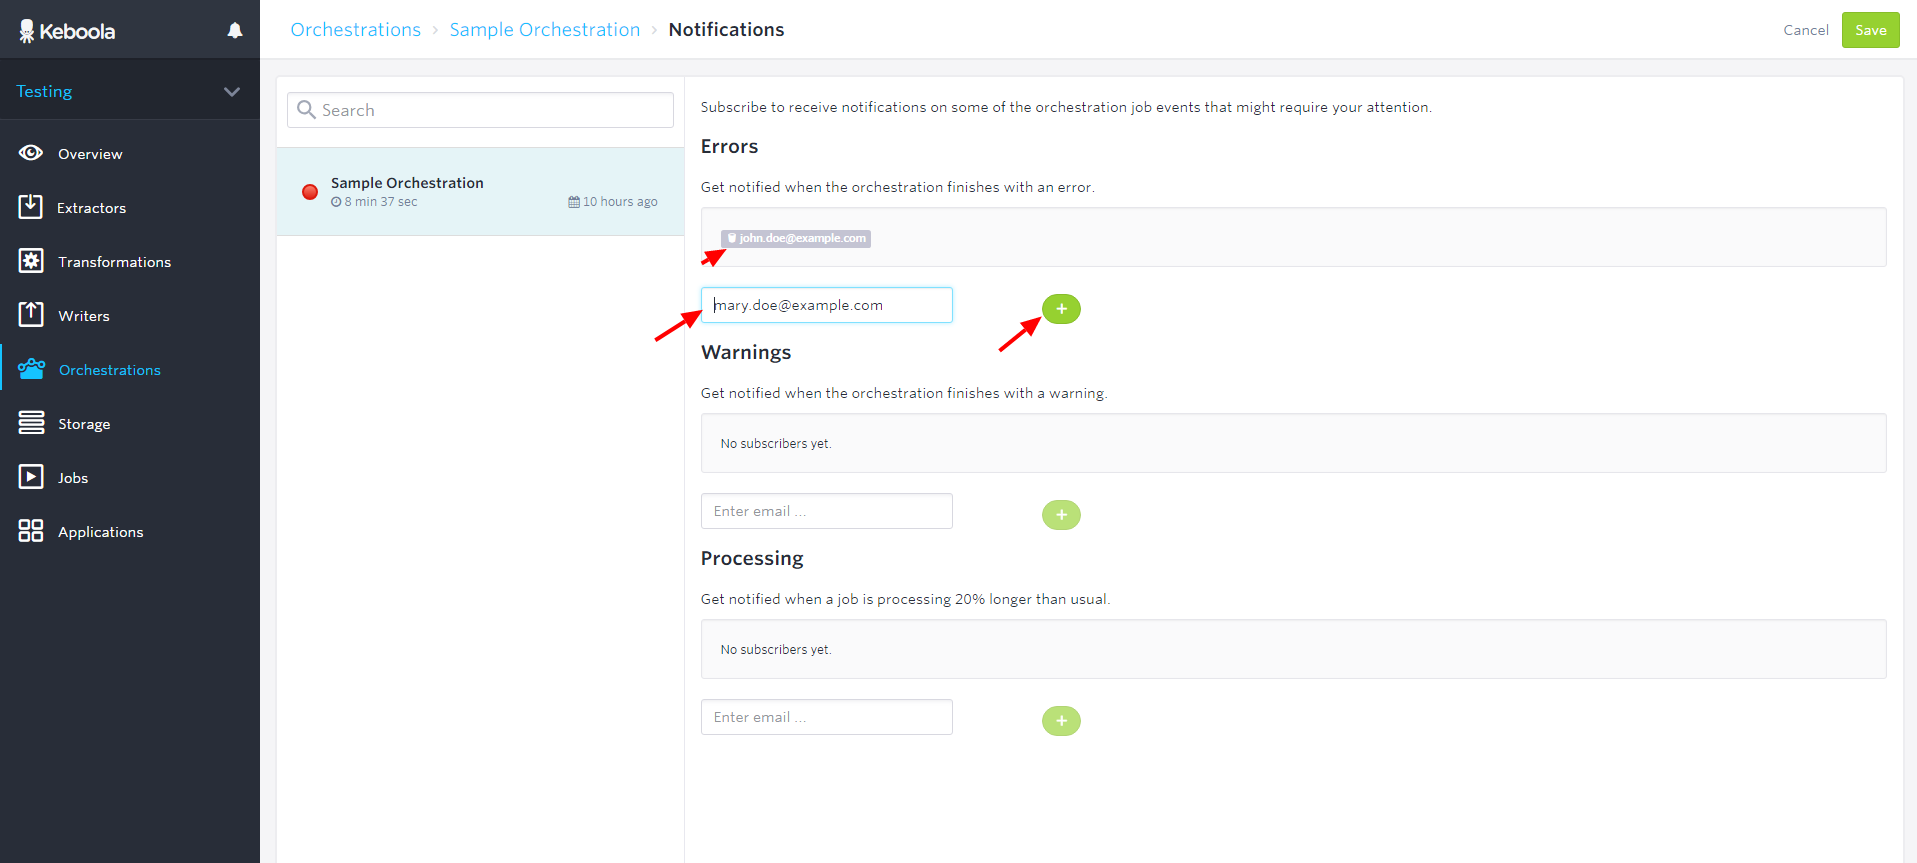 Keboola
Orchestrations › Sample Orchestration › Notifications
Cancel
Save
Testing
Overview
Extractors
Transformations
Writers
Orchestrations
Storage
Jobs
Applications
Search
Sample Orchestration
8 min 37 sec
10 hours ago
Subscribe to receive notifications on some of the orchestration job events that might require your attention.
Errors
Get notified when the orchestration finishes with an error.
john.doe@example.com
mary.doe@example.com
+
Warnings
Get notified when the orchestration finishes with a warning.
No subscribers yet.
Enter email ...
+
Processing
Get notified when a job is processing 20% longer than usual.
No subscribers yet.
Enter email ...
+